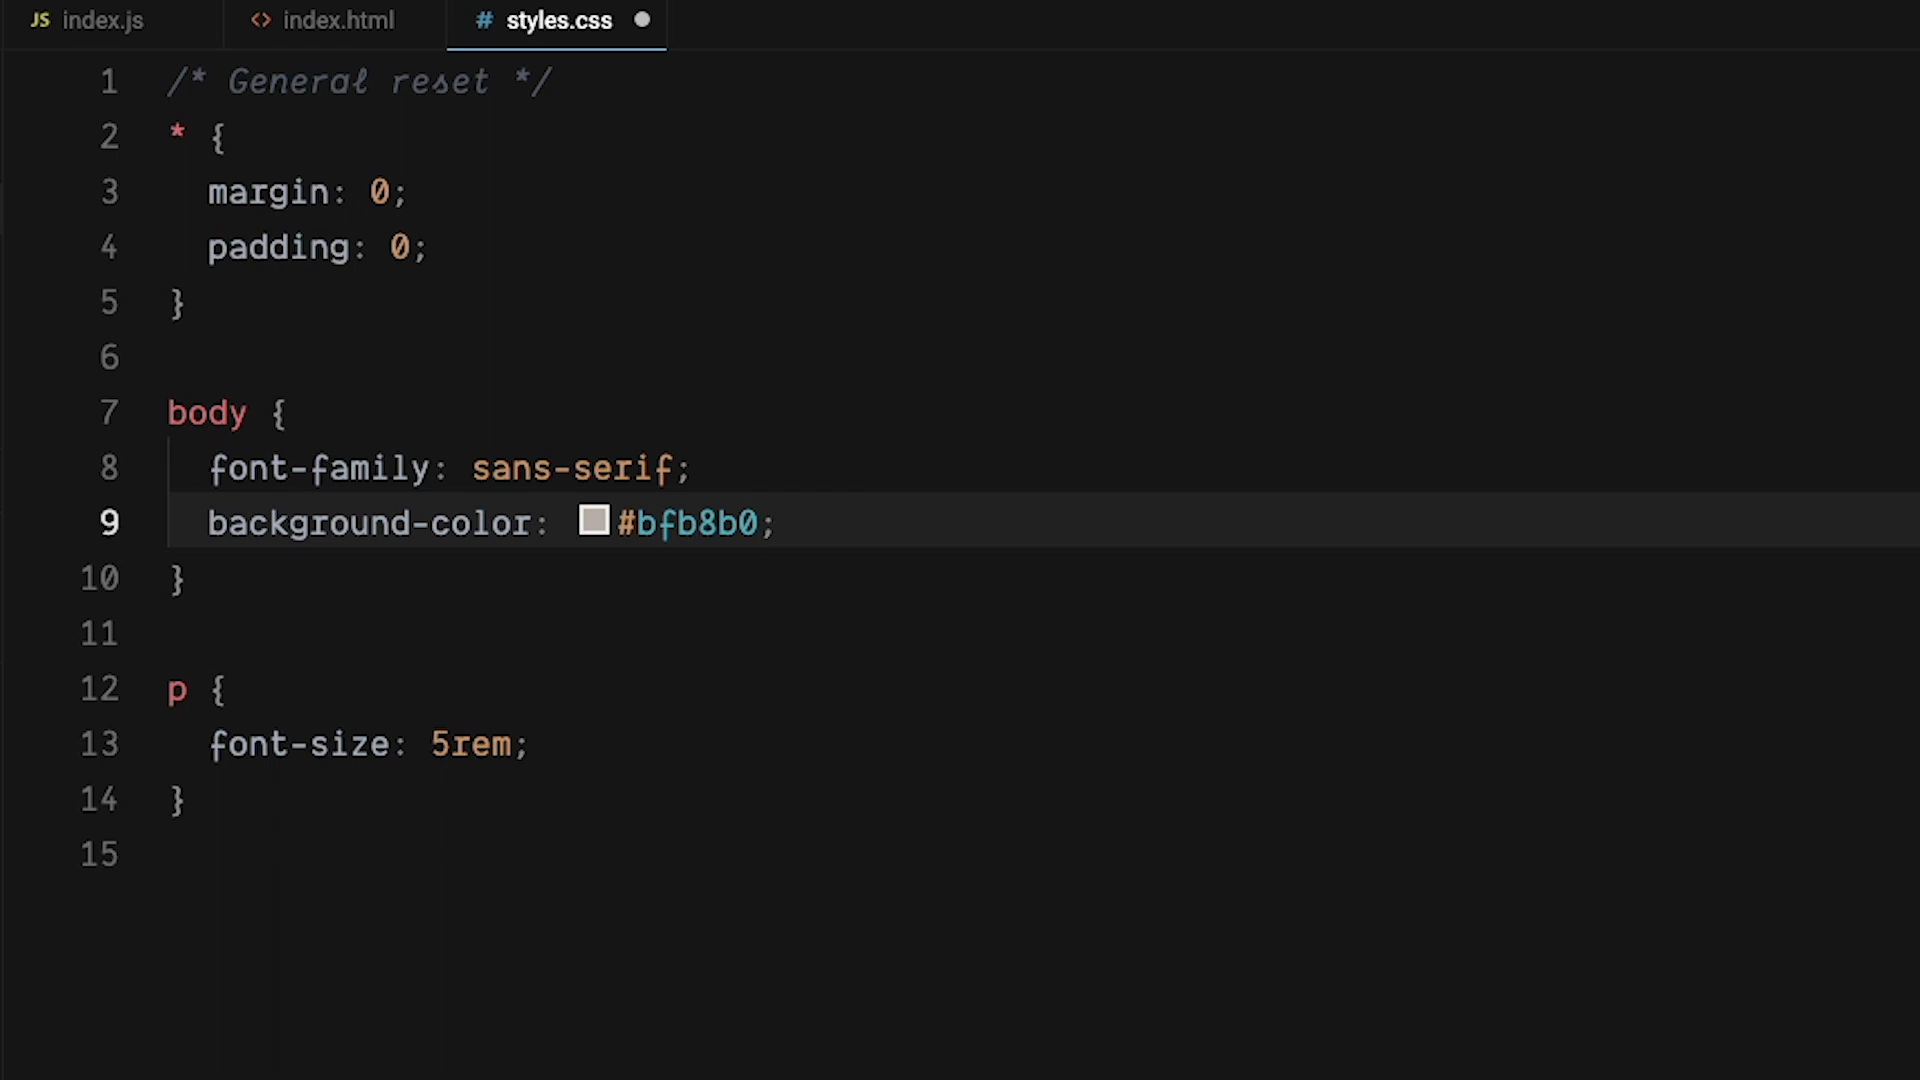 JS index.js <> index.html # styles.css
1 /* General reset */
2 * {
3 margin: 0;
4 padding: 0;
5 }
6
7 body {
8 font-family: sans-serif;
9 background-color: #bfb8b0;
10 }
11
12 p {
13 font-size: 5rem;
14 }
15